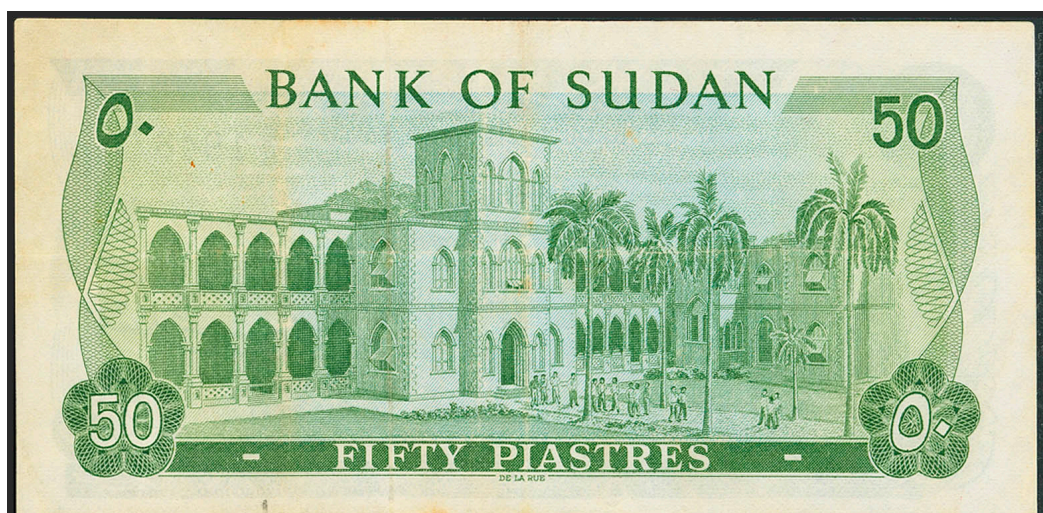 BANK OF SUDAN
٥٠ 50
50 ٥٠
- FIFTY PIASTRES -
DE LA RUE